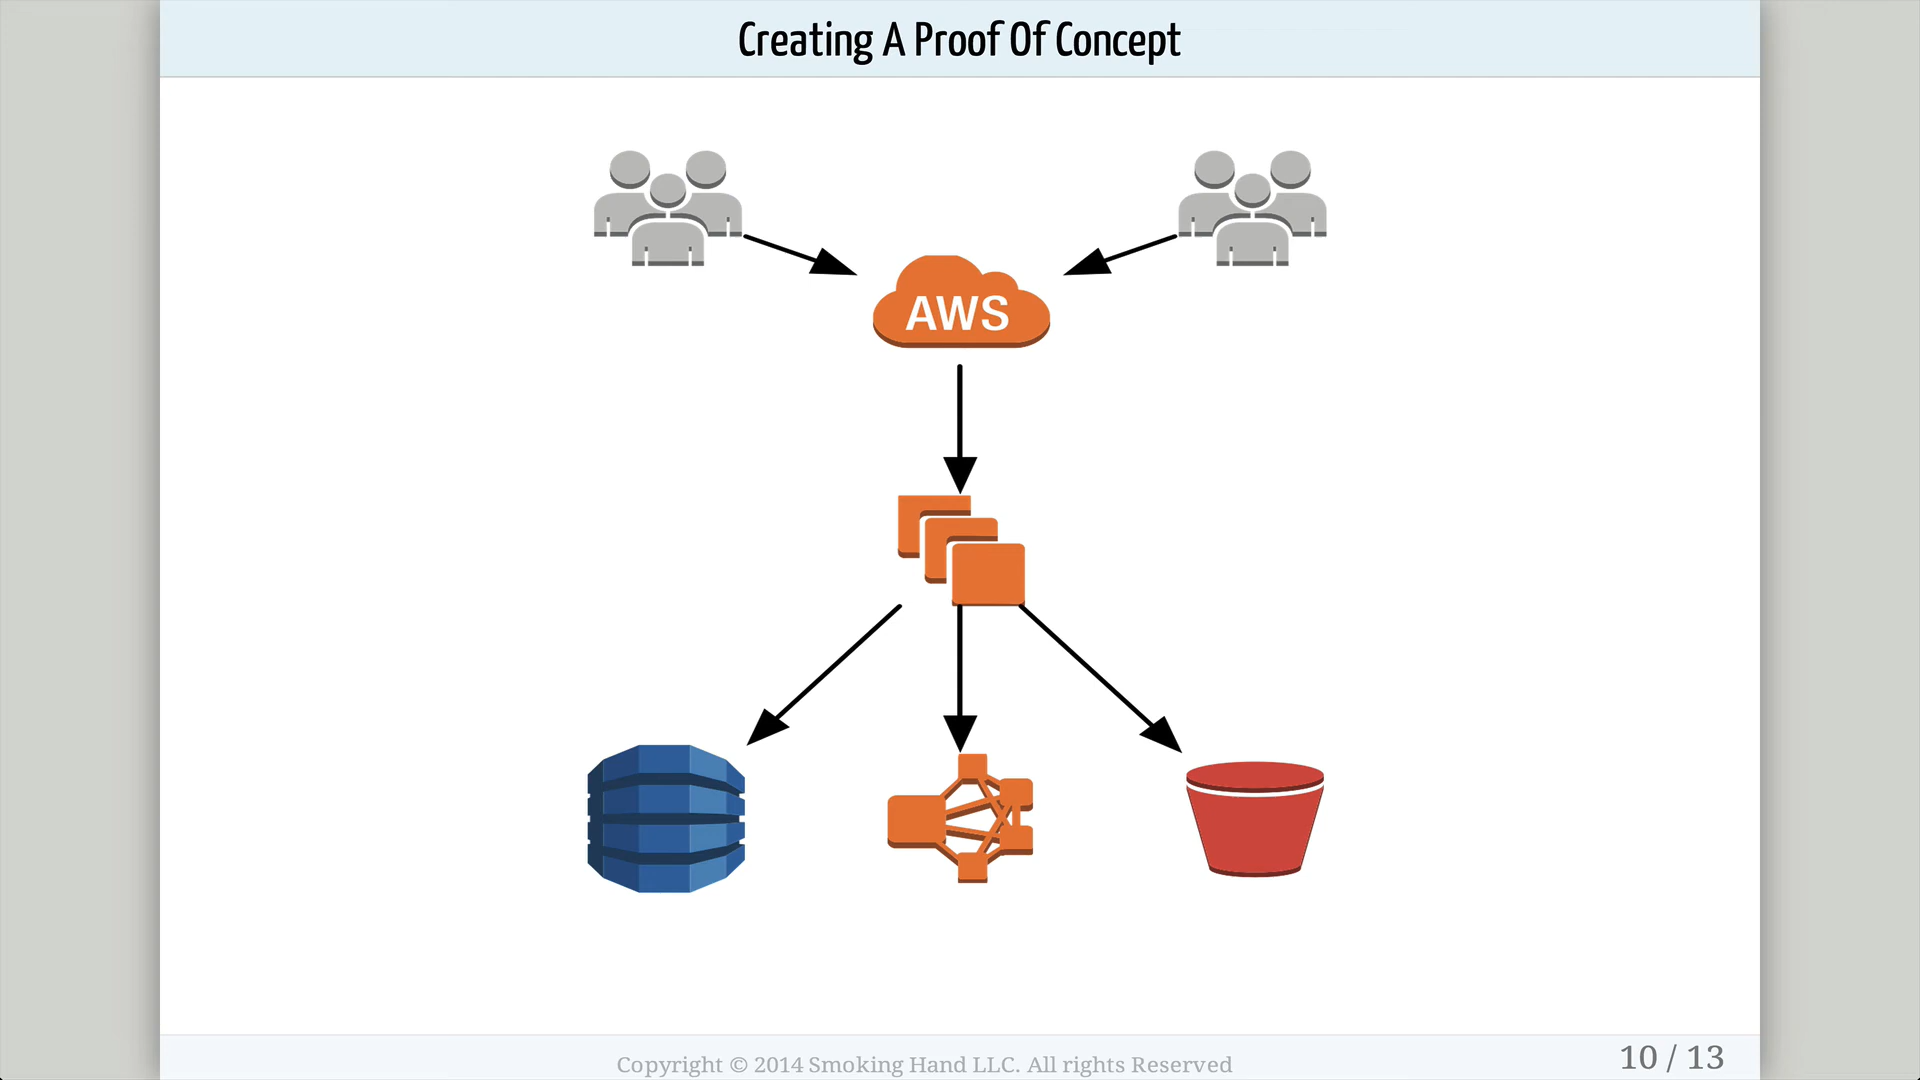 Creating A Proof Of Concept
AWS
Copyright © 2014 Smoking Hand LLC. All rights Reserved
10 / 13